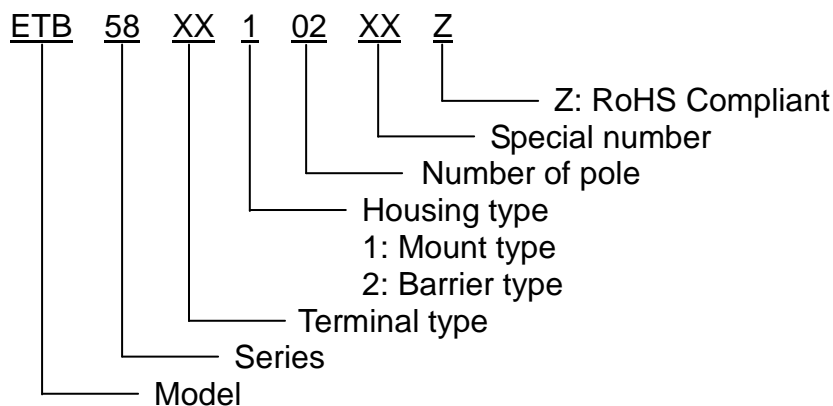 ETB 58 XX 1 02 XX Z
Z: RoHS Compliant
Special number
Number of pole
Housing type
1: Mount type
2: Barrier type
Terminal type
Series
Model